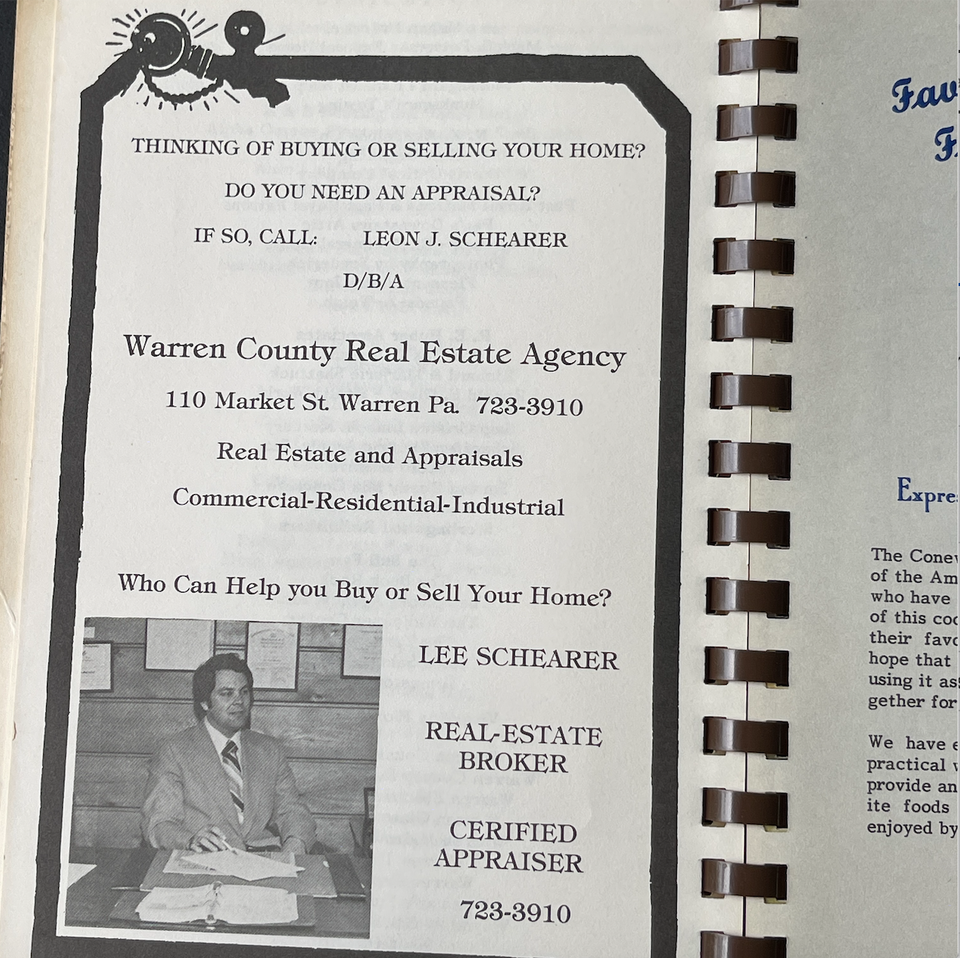 THINKING OF BUYING OR SELLING YOUR HOME?
DO YOU NEED AN APPRAISAL?
IF SO, CALL: LEON J. SCHEARER
D/B/A
Warren County Real Estate Agency
110 Market St. Warren Pa. 723-3910
Real Estate and Appraisals
Commercial-Residential-Industrial
Who Can Help you Buy or Sell Your Home?
LEE SCHEARER
REAL-ESTATE
BROKER
CERIFIED
APPRAISER
723-3910
Fav
F
Expre
The Conew
of the Am
who have
of this coo
their favo
hope that
using it as
gether for
We have e
practical
provide an
ite foods
enjoyed by